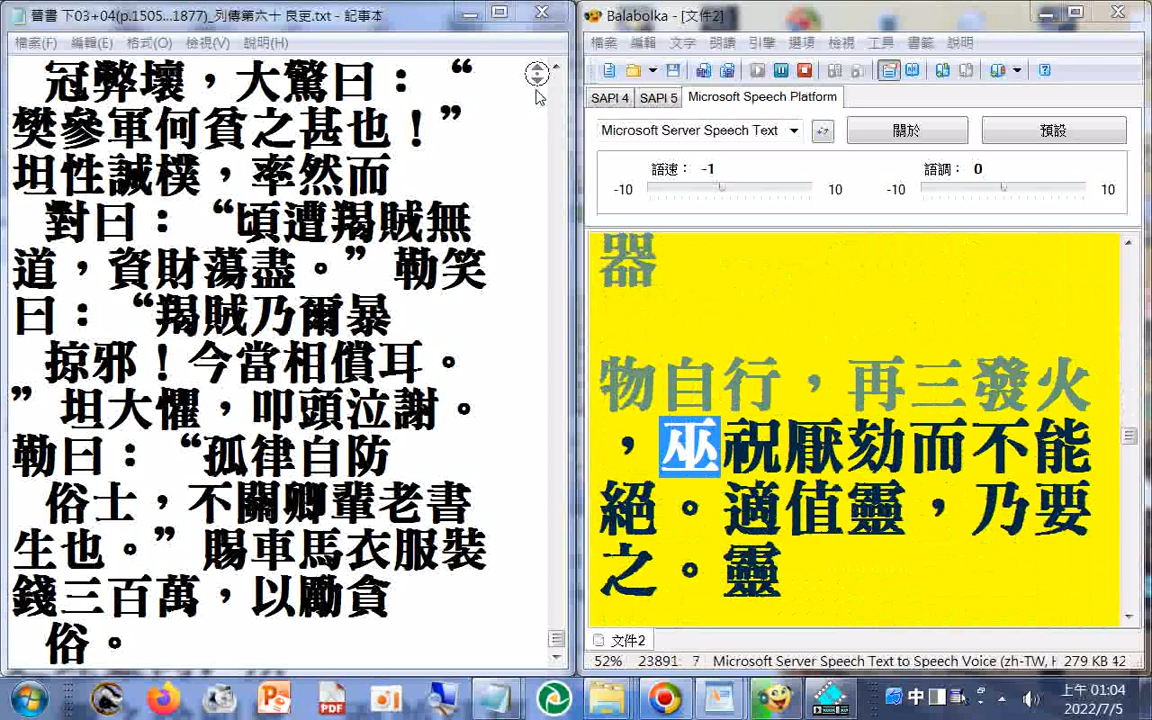 晉書 下03+04(p.1505...1877)_列傳第六十 良吏.txt - 記事本
檔案(F) 編輯(E) 格式(O) 檢視(V) 說明(H)
冠弊壞，大驚曰：“
樊參軍何貧之甚也！”
坦性誠樸，率然而
對曰：“頃遭羯賊無
道，資財蕩盡。”勒笑
曰：“羯賊乃爾暴
掠邪！今當相償耳。
”坦大懼，叩頭泣謝。
勒曰：“孤律自防
俗士，不關卿輩老書
生也。”賜車馬衣服裝
錢三百萬，以勵貪
俗。
Balabolka - [文件2]
檔案 編輯 文字 朗讀 引擎 選項 檢視 工具 書籤 說明
SAPI 4 SAPI 5 Microsoft Speech Platform
Microsoft Server Speech Text 關於 預設
語速： -1 語調： 0
-10 10 -10 10
器
物自行，再三發火
，巫祝厭劾而不能
絕。適值靈，乃要
之。靈
文件2
52% 23891: 7 Microsoft Server Speech Text to Speech Voice (zh-TW, H 279 KB 42
中
上午 01:04
2022/7/5